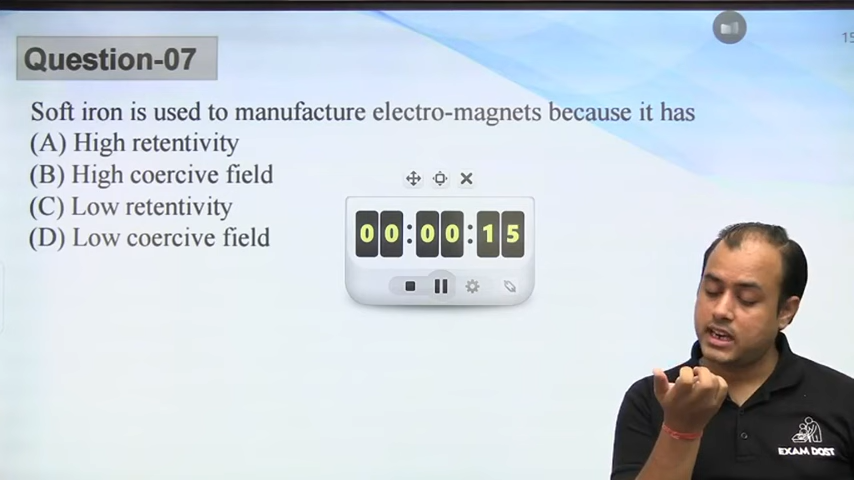 15
Question-07
Soft iron is used to manufacture electro-magnets because it has
(A) High retentivity
(B) High coercive field
(C) Low retentivity
(D) Low coercive field
00:00:15
EXAM DOST